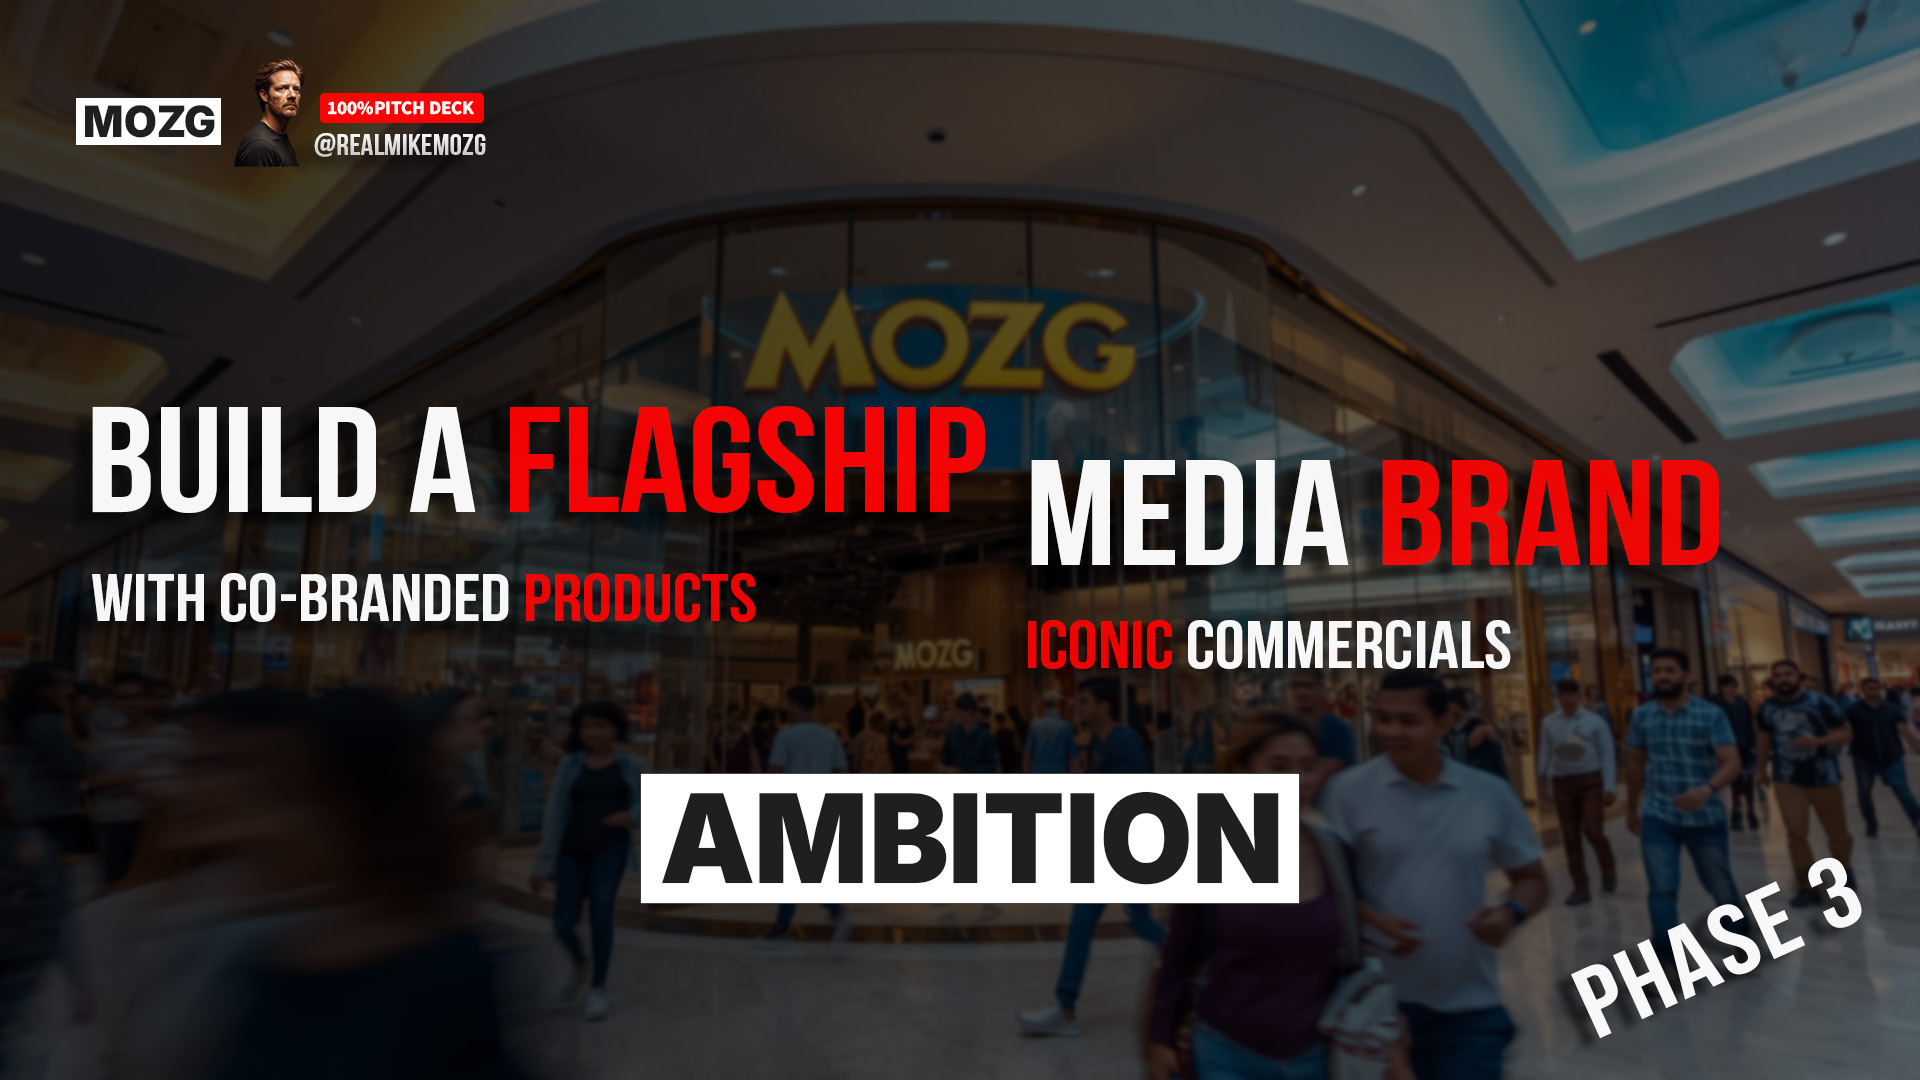 MOZG
100%PITCH DECK
@REALMIKEMOZG
MOZG
BUILD A FLAGSHIP
MEDIA BRAND
WITH CO-BRANDED PRODUCTS
ICONIC COMMERCIALS
MOZG
AMBITION
PHASE 3